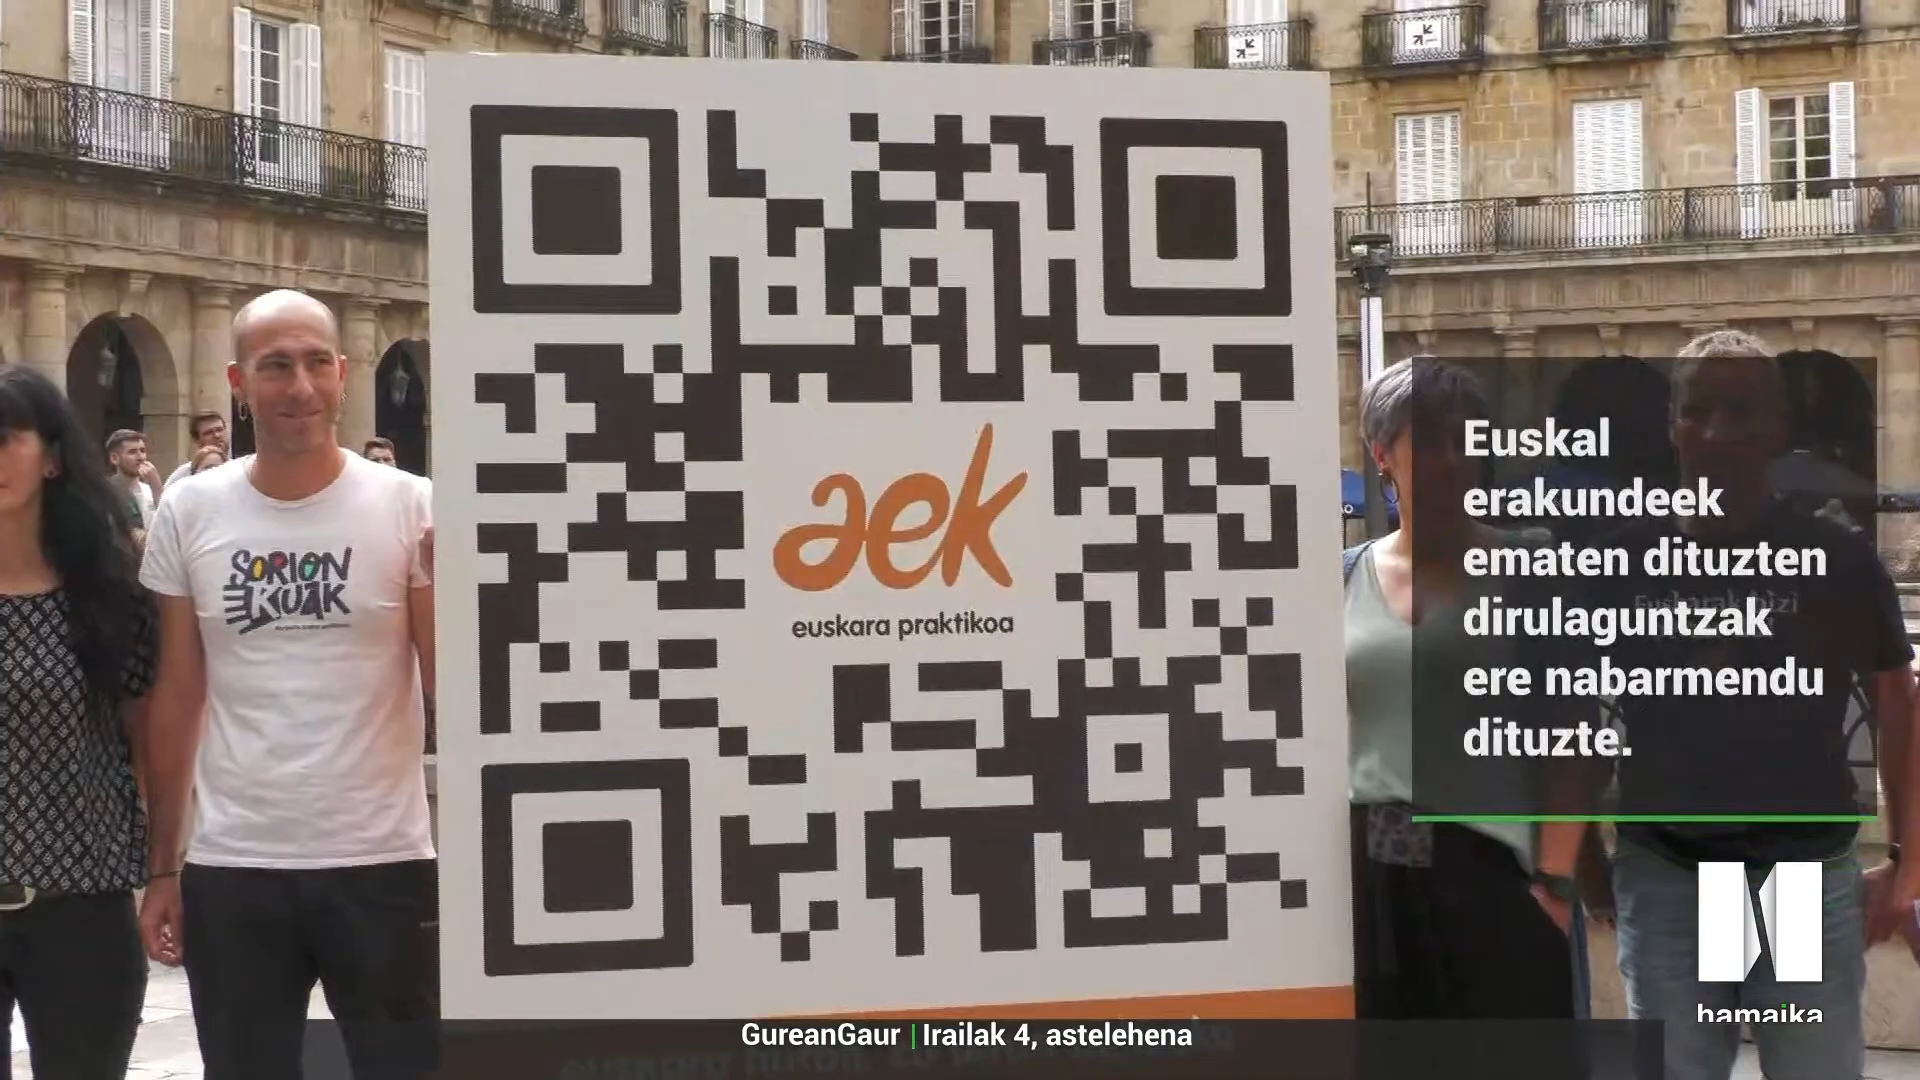 SORION
KUAK
aek
euskara praktikoa
Euskal
erakundeek
ematen dituzten
dirulaguntzak
ere nabarmendu
dituzte.
hamaika
GureanGaur | Irailak 4, astelehena